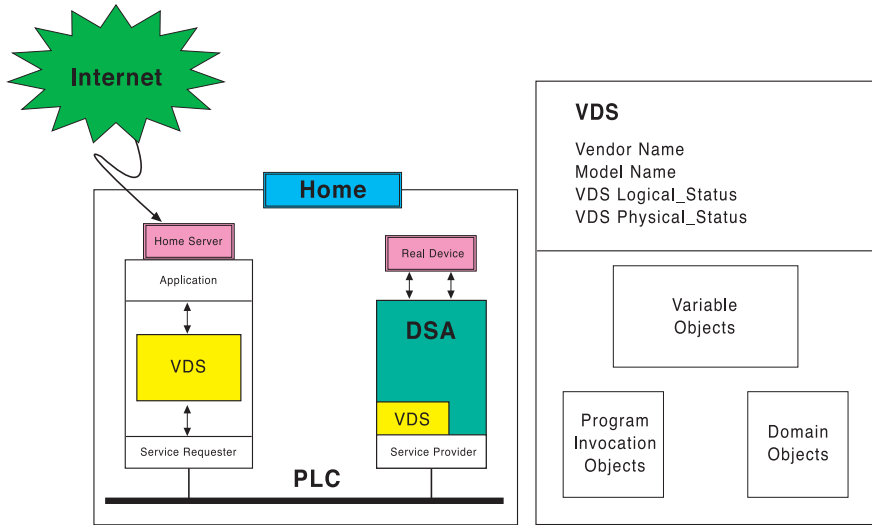 Internet
Home
Home Server
Application
VDS
Service Requester
Real Device
DSA
VDS
Service Provider
PLC
VDS
Vendor Name
Model Name
VDS Logical_Status
VDS Physical_Status
Variable
Objects
Program
Invocation
Objects
Domain
Objects